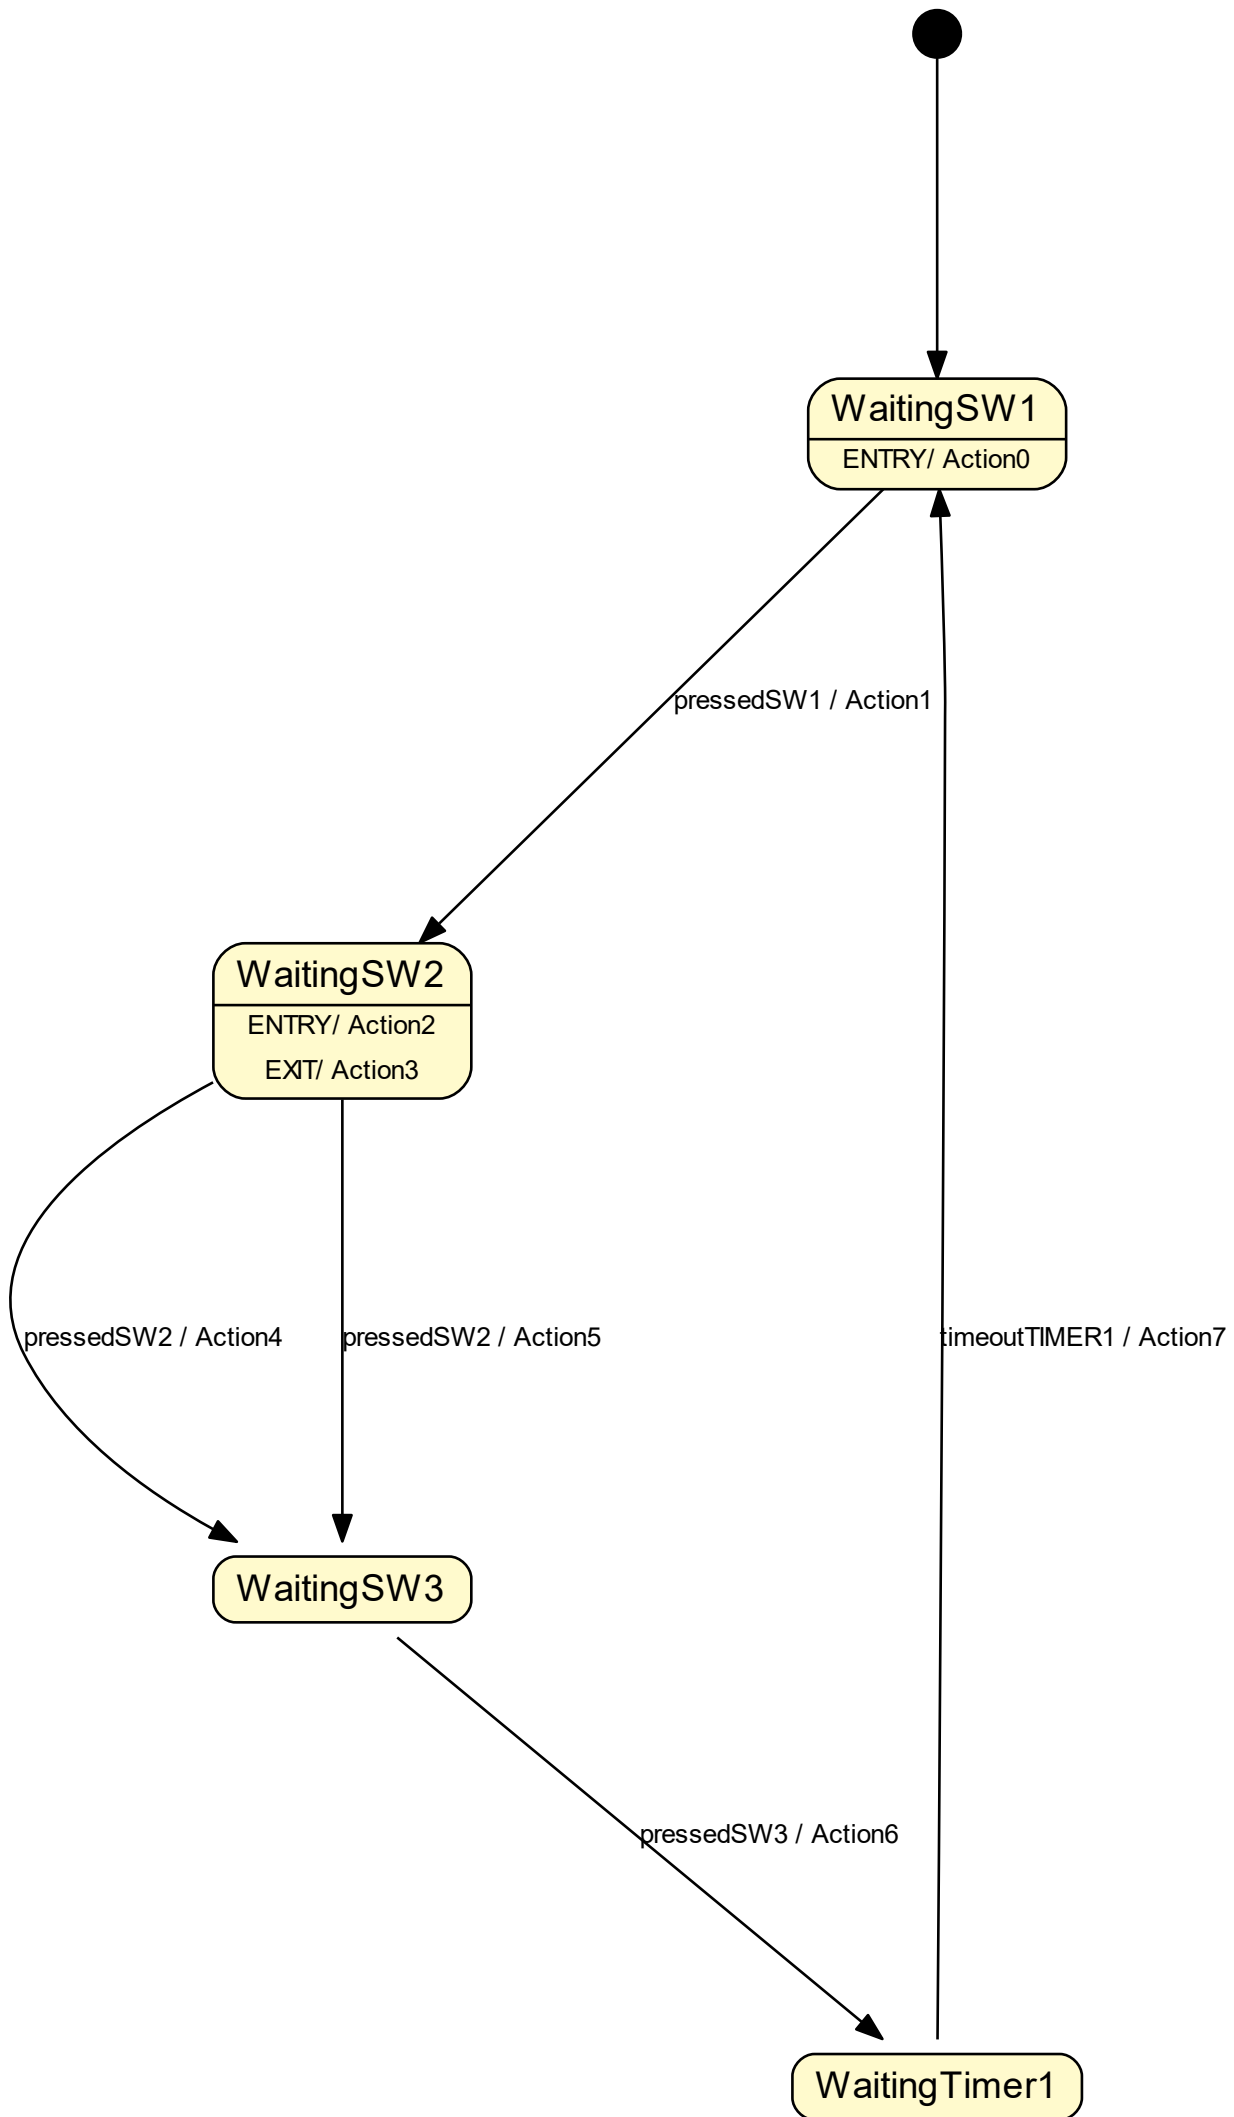 WaitingSW1
ENTRY/ Action0
pressedSW1 / Action1
WaitingSW2
ENTRY/ Action2
EXIT/ Action3
pressedSW2 / Action4
pressedSW2 / Action5
timeoutTIMER1 / Action7
WaitingSW3
pressedSW3 / Action6
WaitingTimer1